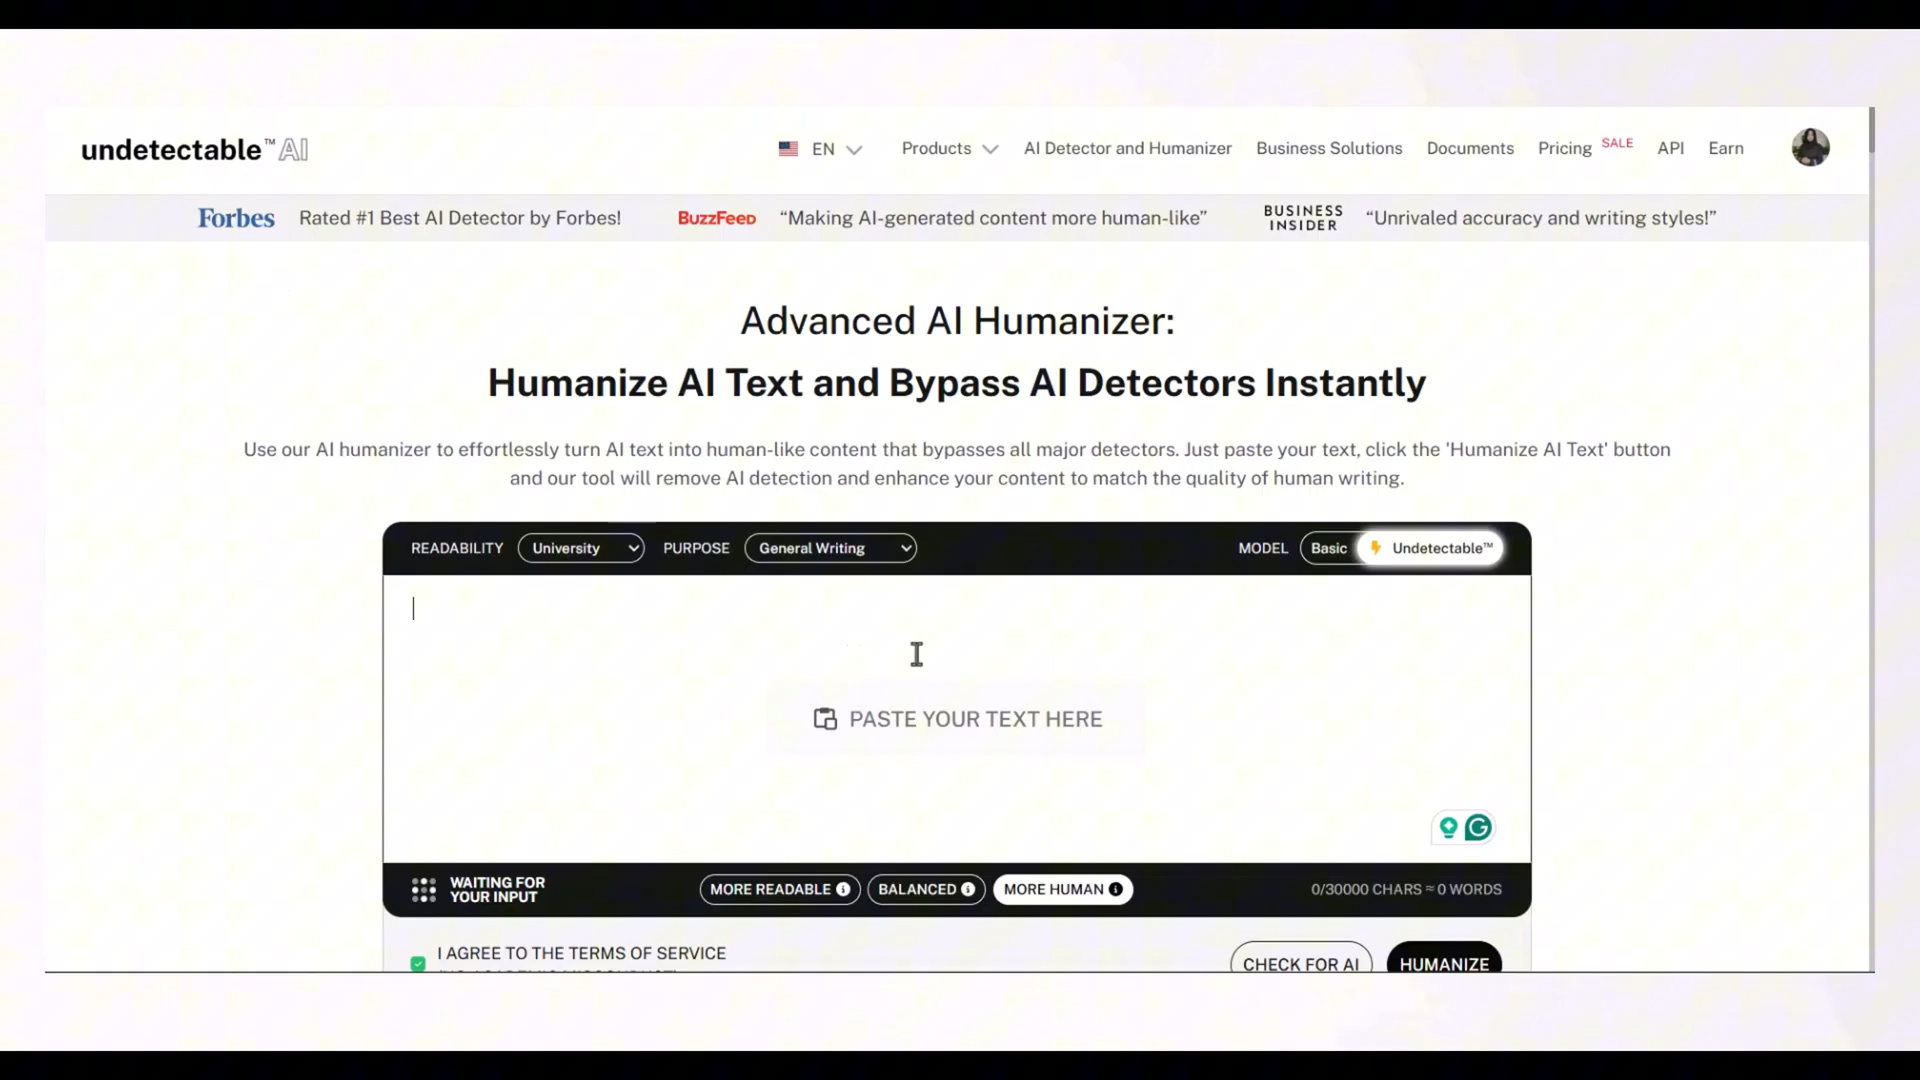 undetectable™ AI
EN Products AI Detector and Humanizer Business Solutions Documents Pricing SALE API Earn
Forbes Rated #1 Best AI Detector by Forbes! BuzzFeed “Making AI-generated content more human-like” BUSINESS INSIDER “Unrivaled accuracy and writing styles!”
Advanced AI Humanizer:
Humanize AI Text and Bypass AI Detectors Instantly
Use our AI humanizer to effortlessly turn AI text into human-like content that bypasses all major detectors. Just paste your text, click the 'Humanize AI Text' button
and our tool will remove AI detection and enhance your content to match the quality of human writing.
READABILITY University PURPOSE General Writing MODEL Basic Undetectable™
PASTE YOUR TEXT HERE
WAITING FOR
YOUR INPUT
MORE READABLE BALANCED MORE HUMAN 0/30000 CHARS ≈ 0 WORDS
I AGREE TO THE TERMS OF SERVICE
CHECK FOR AI HUMANIZE